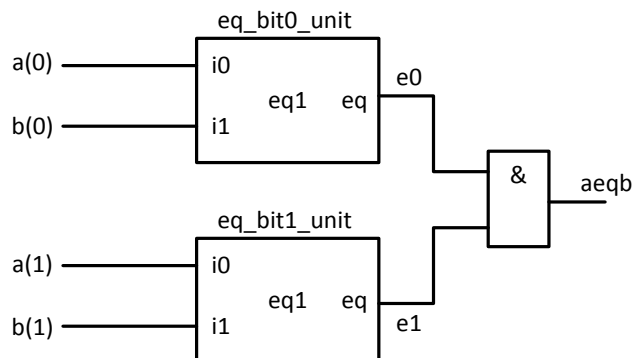 eq_bit0_unit
a(0)
i0
e0
eq1
eq
b(0)
i1
&
aeqb
eq_bit1_unit
a(1)
i0
eq1
eq
e1
b(1)
i1